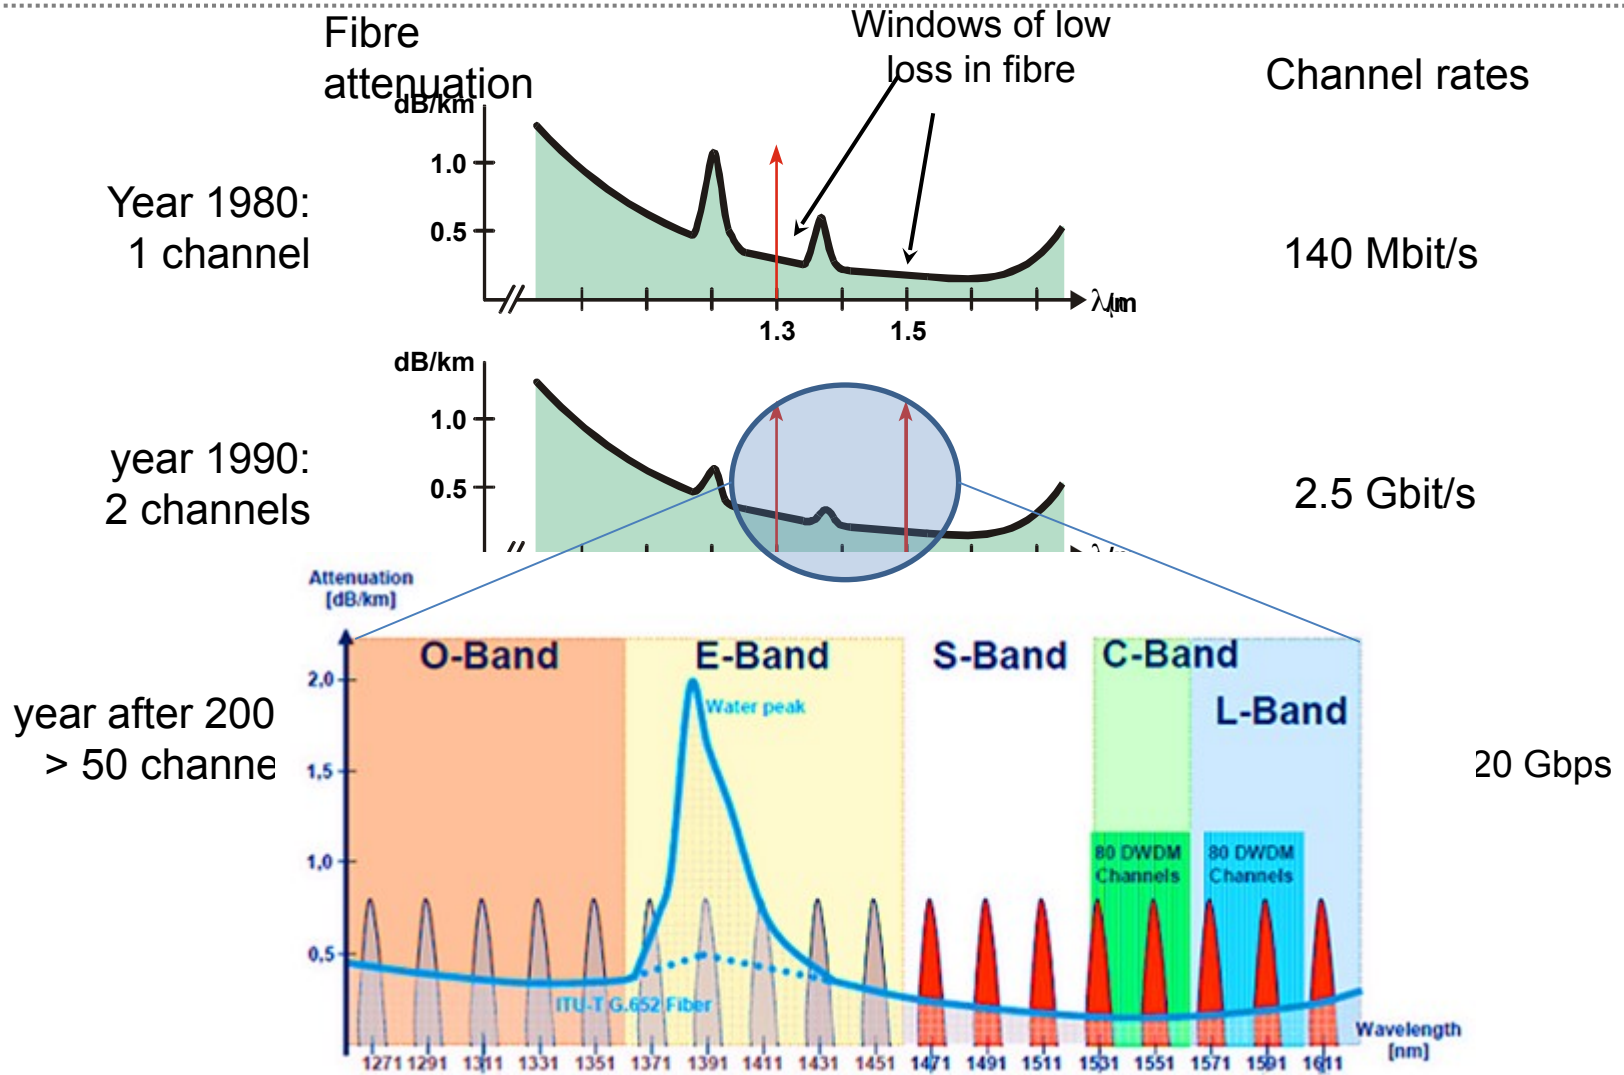 Fibre
attenuation
Windows of low
loss in fibre
Channel rates
dB/km
1.0
0.5
Year 1980:
1 channel
140 Mbit/s
1.3
1.5
dB/km
1.0
0.5
year 1990:
2 channels
2.5 Gbit/s
Attenuation
[dB/km]
O-Band
E-Band
S-Band
C-Band
L-Band
2,0
1,5
1,0
0,5
Water peak
year after 200
> 50 channe
20 Gbps
80 DWDM
Channels
80 DWDM
Channels
ITU-T G.652 Fiber
Wavelength
[nm]
1271 1291 1311 1331 1351 1371 1391 1411 1431 1451 1471 1491 1511 1531 1551 1571 1591 1611